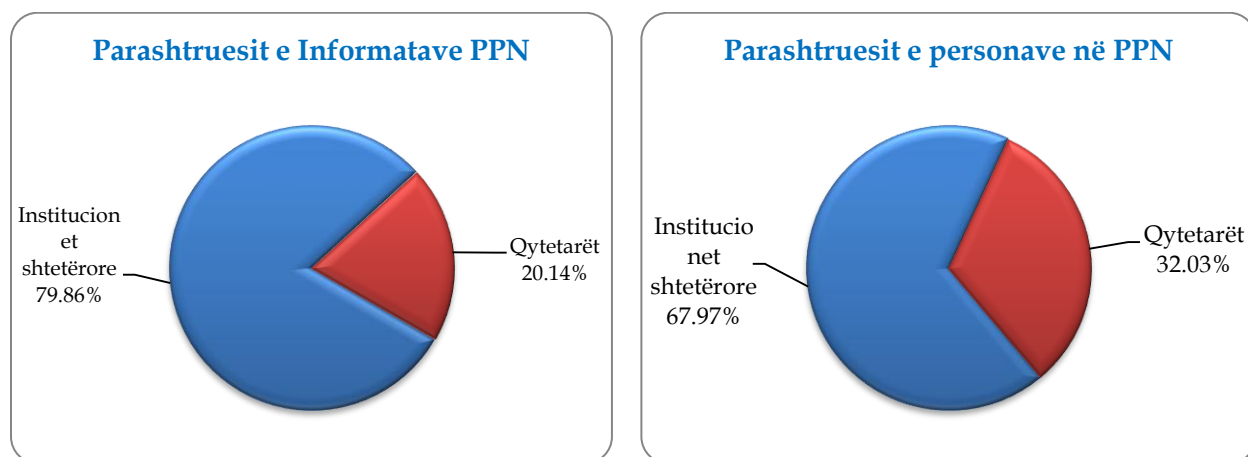 Parashtruesit e Informatave PPN
Institucion
et
shtetërore
79.86%
Qytetarët
20.14%
Parashtruesit e personave në PPN
Institucio
net
shtetërore
67.97%
Qytetarët
32.03%